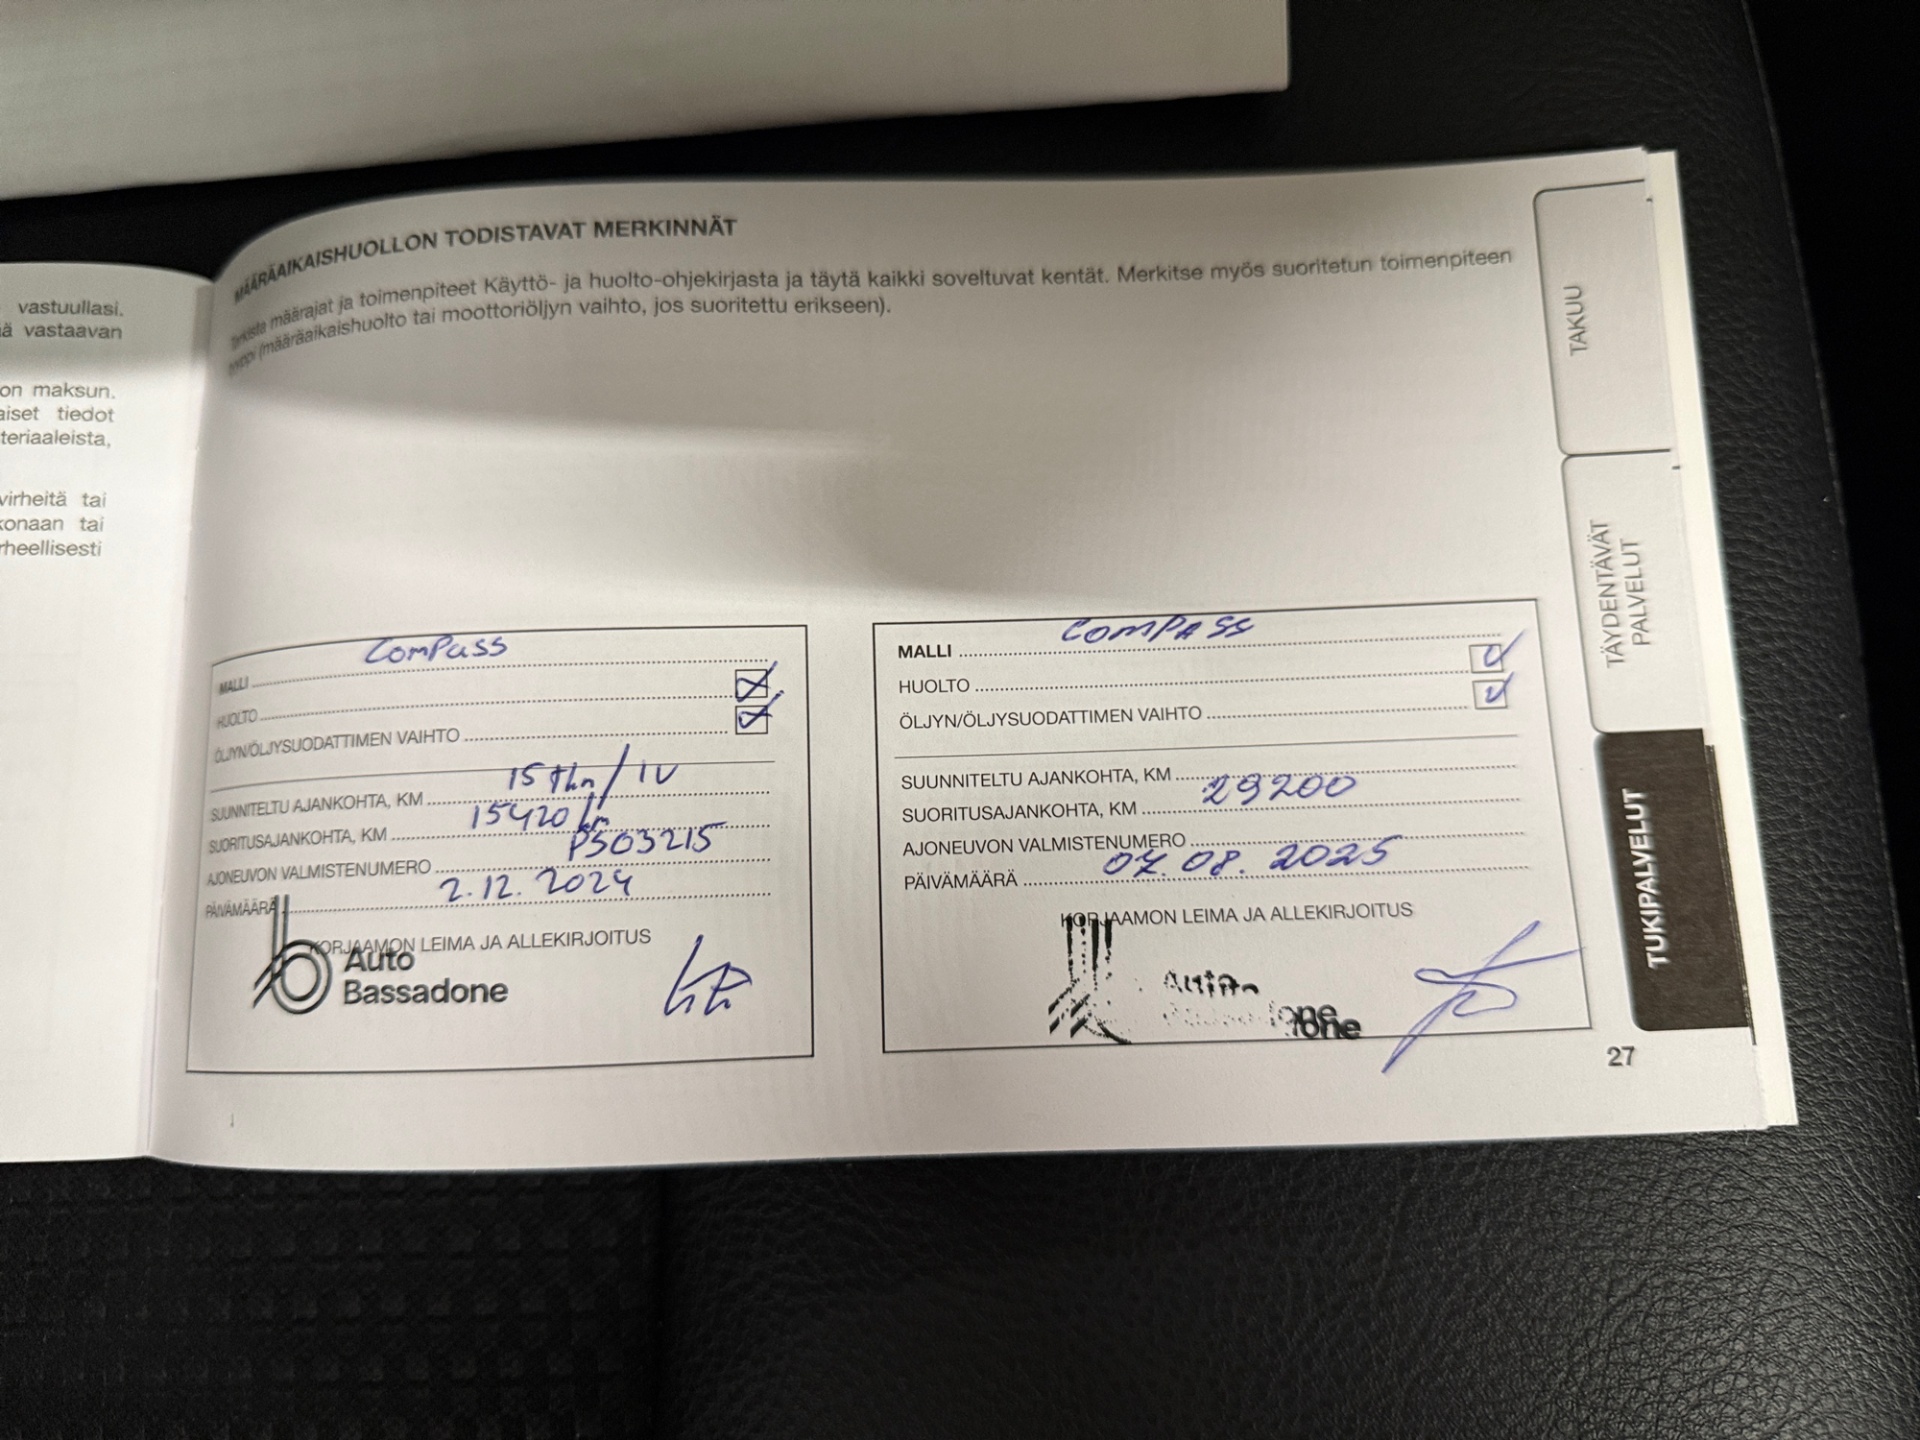 vastuullasi.
ä vastaavan
on maksun.
aiset tiedot
teriaaleista,
virheitä tai
konaan tai
rheellisesti
MÄÄRÄAIKAISHUOLLON TODISTAVAT MERKINNÄT
Tarkista määrajat ja toimenpiteet Käyttö- ja huolto-ohjekirjasta ja täytä kaikki soveltuvat kentät. Merkitse myös suoritetun toimenpiteen
tyyppi (määräaikaishuolto tai moottoriöljyn vaihto, jos suoritettu erikseen).
MALLI Compass
HUOLTO
ÖLJYN/ÖLJYSUODATTIMEN VAIHTO
SUUNNITELTU AJANKOHTA, KM 15 thn/1V
SUORITUSAJANKOHTA, KM 15420 km
AJONEUVON VALMISTENUMERO PS03215
PÄIVÄMÄÄRÄ 2.12.2024
KORJAAMON LEIMA JA ALLEKIRJOITUS
Auto
Bassadone
MALLI COMPASS
HUOLTO
ÖLJYN/ÖLJYSUODATTIMEN VAIHTO
SUUNNITELTU AJANKOHTA, KM
SUORITUSAJANKOHTA, KM 29200
AJONEUVON VALMISTENUMERO
PÄIVÄMÄÄRÄ 07.08.2025
KORJAAMON LEIMA JA ALLEKIRJOITUS
Auto
TAKUU
TÄYDENTÄVÄT
PALVELUT
TUKIPALVELUT
27